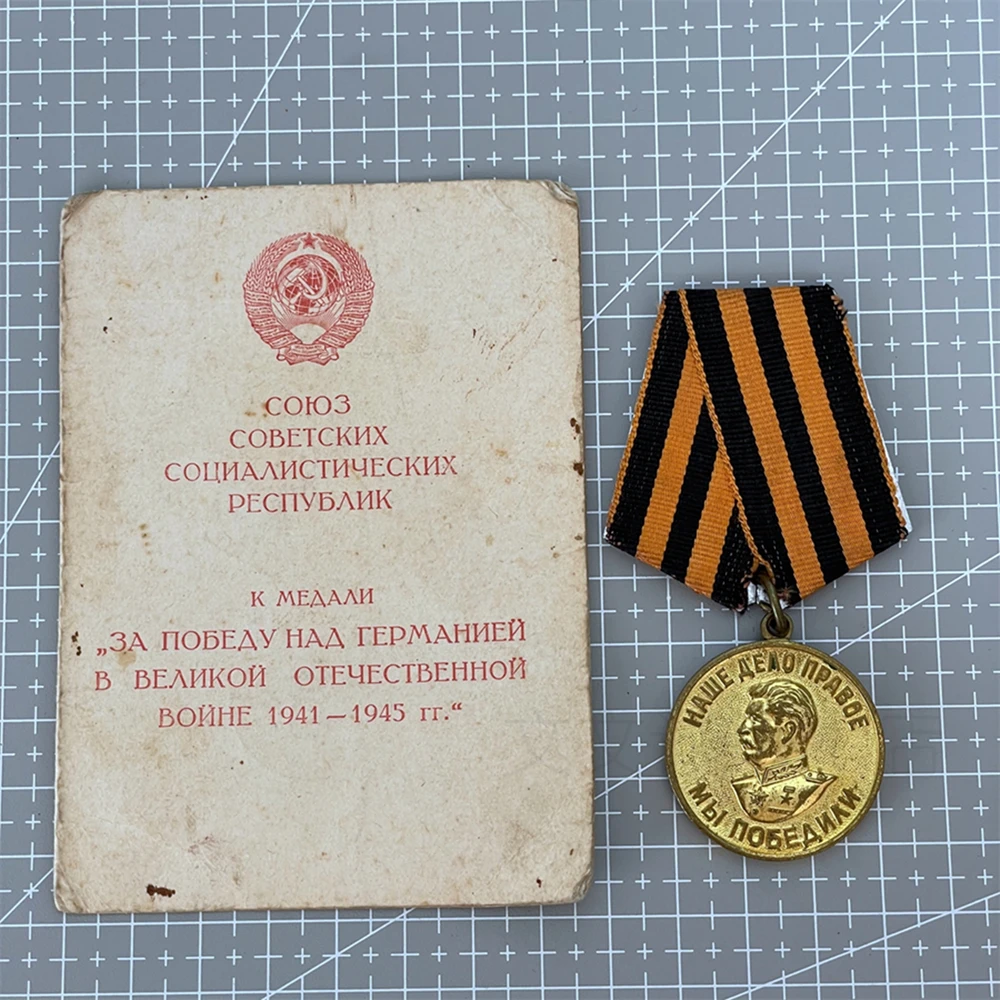 СОЮЗ
СОВЕТСКИХ
СОЦИАЛИСТИЧЕСКИХ
РЕСПУБЛИК
К МЕДАЛИ
„ЗА ПОБЕДУ НАД ГЕРМАНИЕЙ
В ВЕЛИКОЙ ОТЕЧЕСТВЕННОЙ
ВОЙНЕ 1941—1945 гг.“
НАШЕ ДЕЛО ПРАВОЕ
МЫ ПОБЕДИЛИ